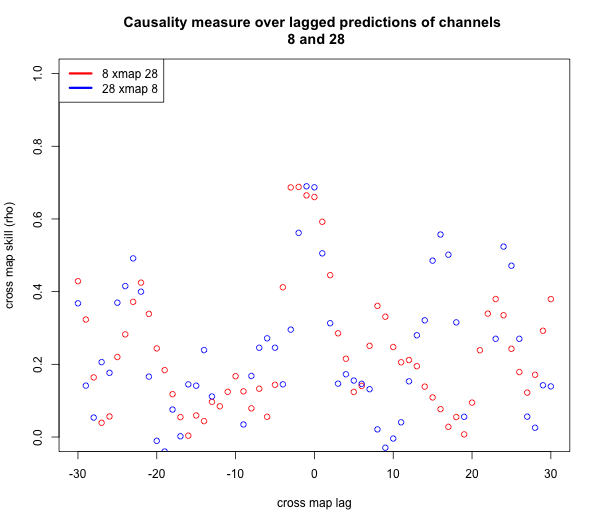 Causality measure over lagged predictions of channels
8 and 28
8 xmap 28
28 xmap 8
cross map skill (rho)
1.0
0.8
0.6
0.4
0.2
0.0
-30 -20 -10 0 10 20 30
cross map lag